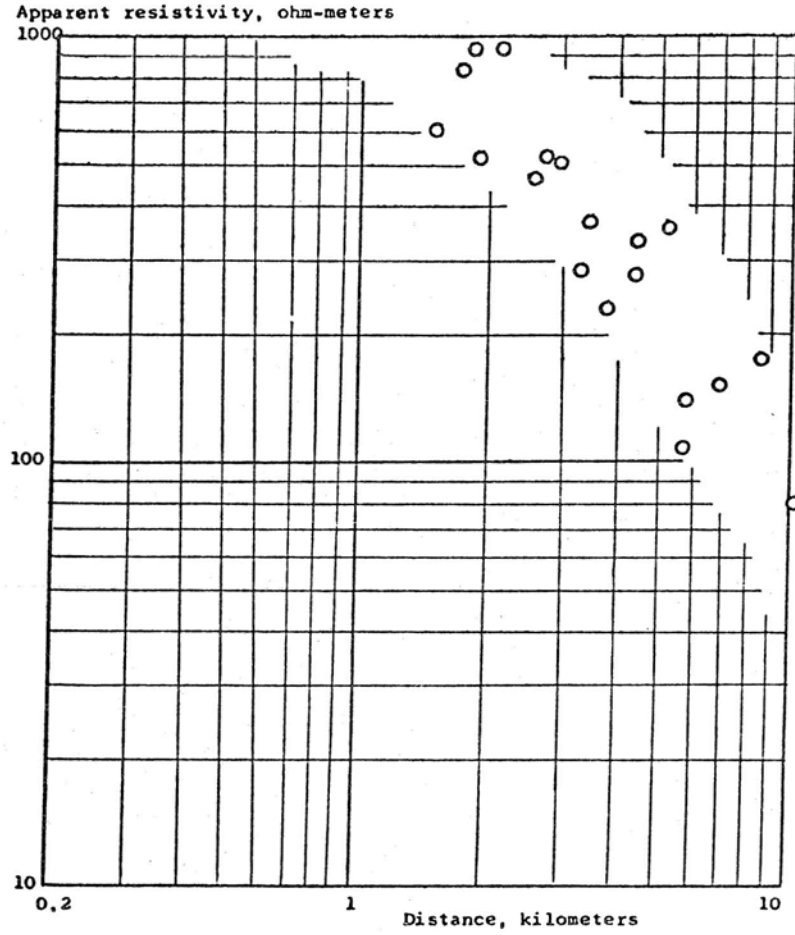 Apparent resistivity, ohm-meters
1000
100
10
0.2 1 10
Distance, kilometers